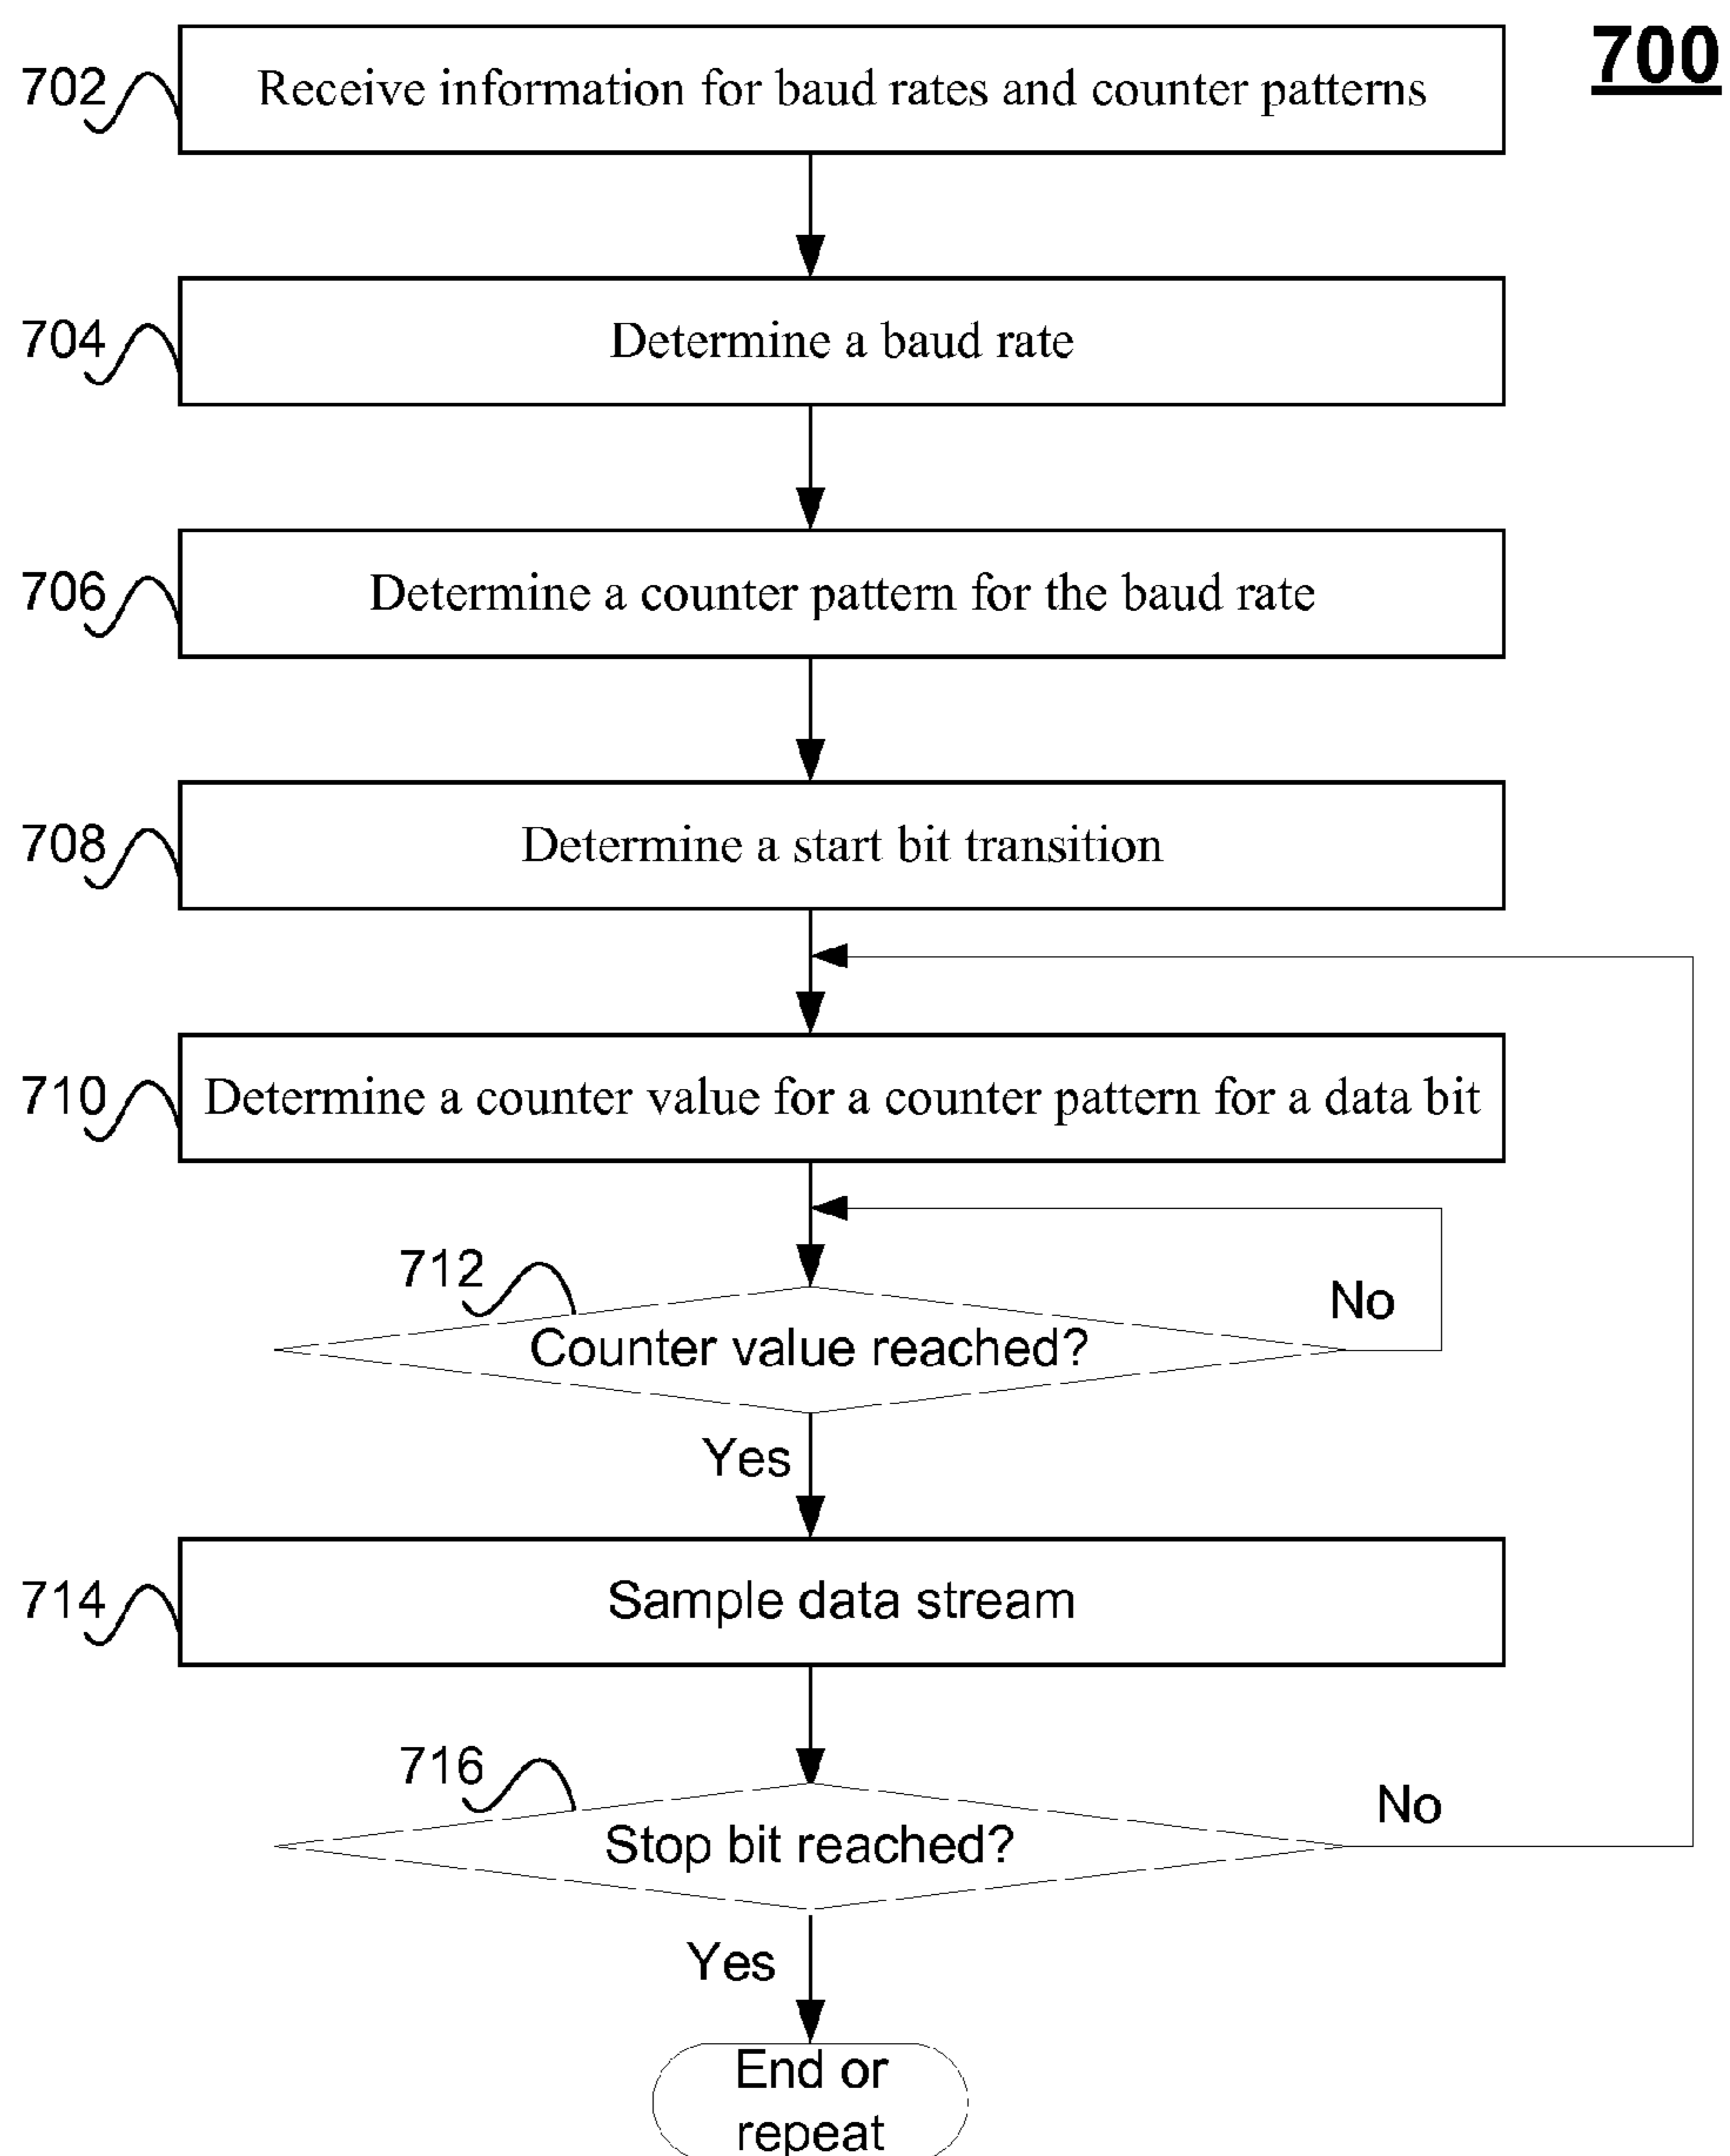 700
702
Receive information for baud rates and counter patterns
704
Determine a baud rate
706
Determine a counter pattern for the baud rate
708
Determine a start bit transition
710
Determine a counter value for a counter pattern for a data bit
712
No
Counter value reached?
Yes
714
Sample data stream
716
No
Stop bit reached?
Yes
End or
repeat